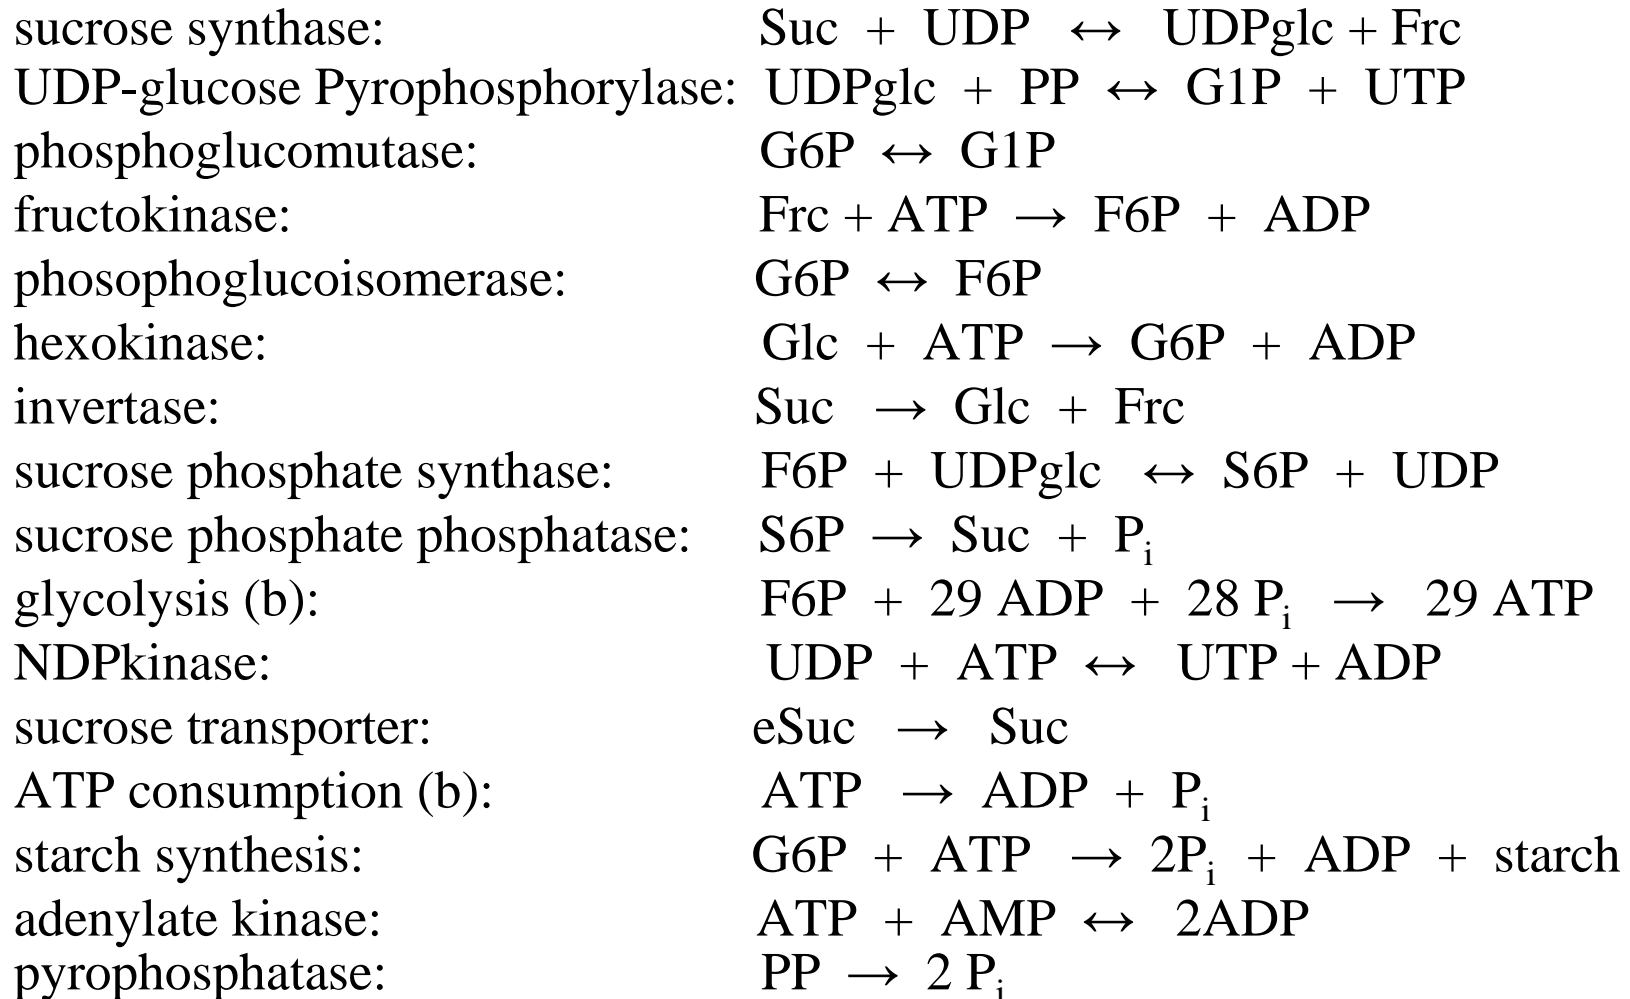 sucrose synthase: Suc + UDP ↔ UDPglc + Frc
UDP-glucose Pyrophosphorylase: UDPglc + PP ↔ G1P + UTP
phosphoglucomutase: G6P ↔ G1P
fructokinase: Frc + ATP → F6P + ADP
phosophoglucoisomerase: G6P ↔ F6P
hexokinase: Glc + ATP → G6P + ADP
invertase: Suc → Glc + Frc
sucrose phosphate synthase: F6P + UDPglc ↔ S6P + UDP
sucrose phosphate phosphatase: S6P → Suc + Pi
glycolysis (b): F6P + 29 ADP + 28 Pi → 29 ATP
NDPkinase: UDP + ATP ↔ UTP + ADP
sucrose transporter: eSuc → Suc
ATP consumption (b): ATP → ADP + Pi
starch synthesis: G6P + ATP → 2Pi + ADP + starch
adenylate kinase: ATP + AMP ↔ 2ADP
pyrophosphatase: PP → 2 Pi